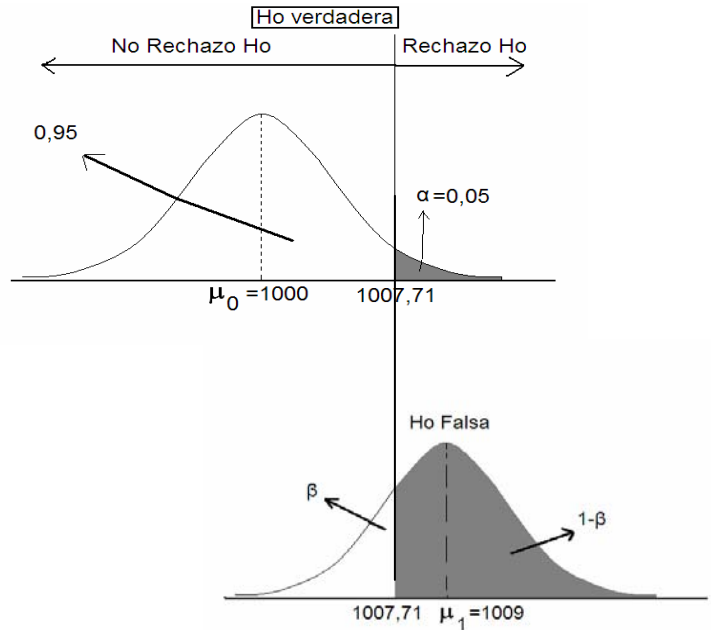 Ho verdadera
No Rechazo Ho
Rechazo Ho
0,95
α=0,05
μ0 =1000
1007,71
Ho Falsa
β
1-β
1007,71
μ1 =1009